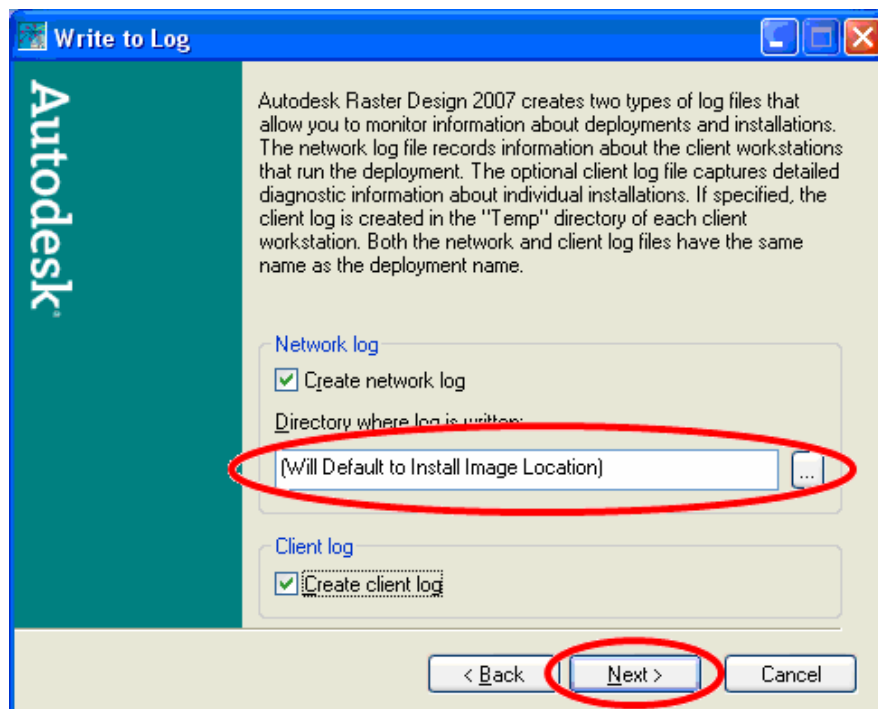 Write to Log
Autodesk
Autodesk Raster Design 2007 creates two types of log files that
allow you to monitor information about deployments and installations.
The network log file records information about the client workstations
that run the deployment. The optional client log file captures detailed
diagnostic information about individual installations. If specified, the
client log is created in the "Temp" directory of each client
workstation. Both the network and client log files have the same
name as the deployment name.
Network log
Create network log
Directory where log is written:
(Will Default to Install Image Location)
...
Client log
Create client log
< Back
Next >
Cancel